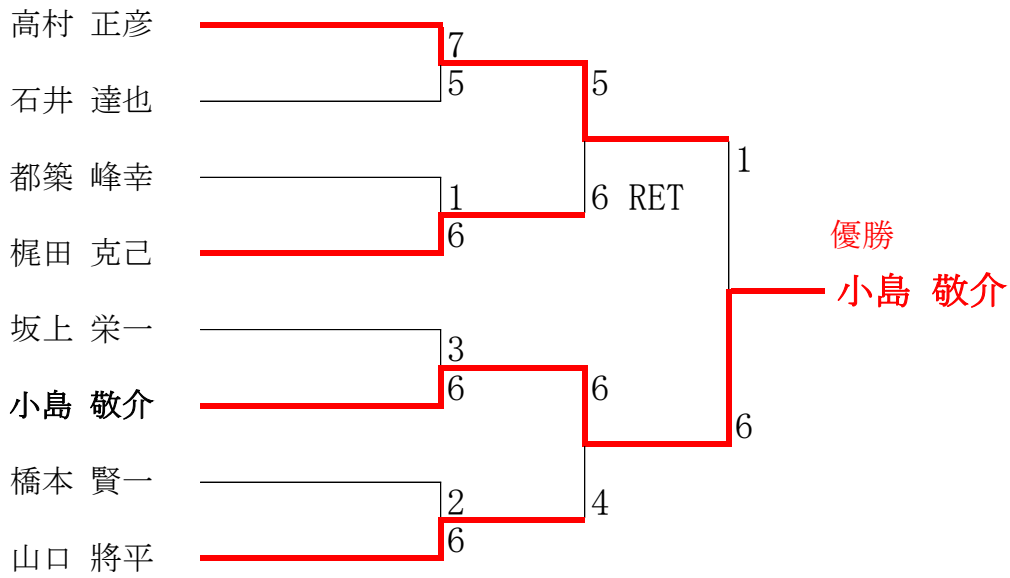 高村 正彦
7
5
石井 達也
5
都築 峰幸
1
6
梶田 克己
6 RET
1
優勝
小島 敬介
坂上 栄一
3
6
小島 敬介
6
6
橋本 賢一
2
6
4
山口 將平